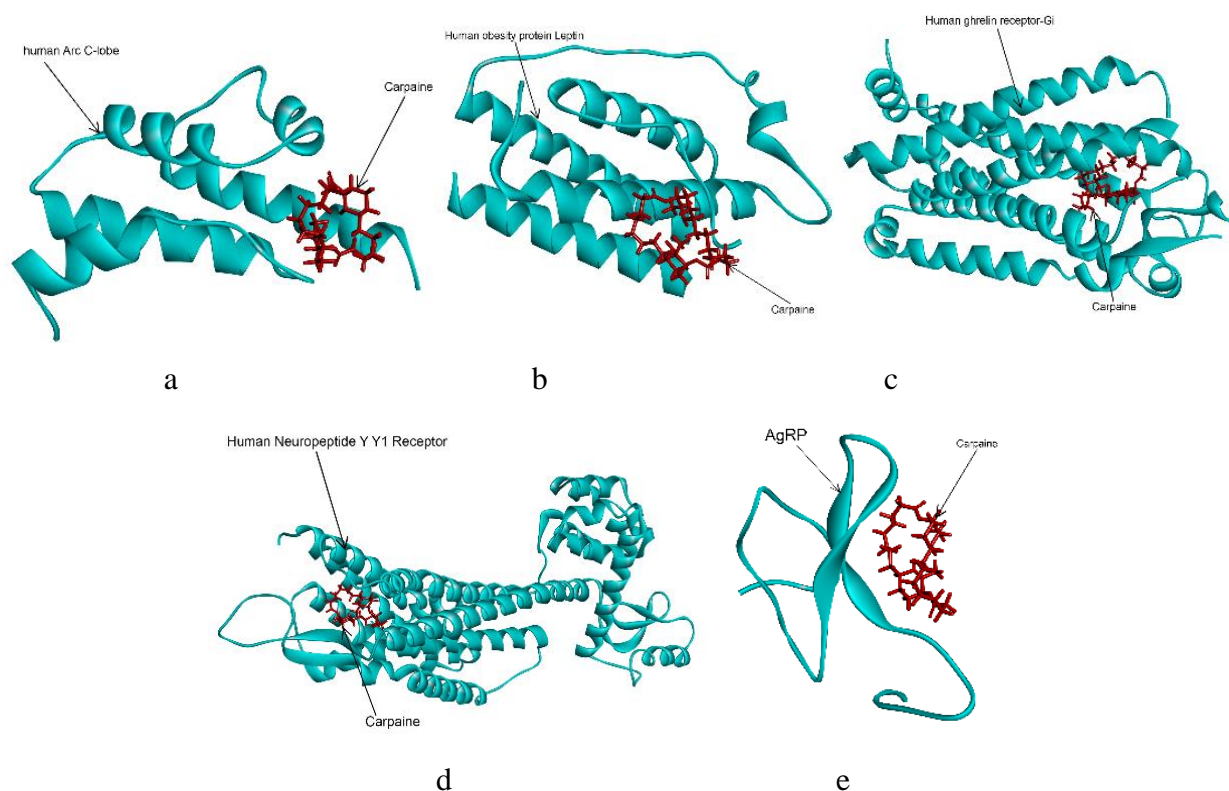 human Arc C-lobe
Carpaine
Human obesity protein Leptin
Carpaine
Human ghrelin receptor-Gi
Carpaine
a
b
c
Human Neuropeptide Y Y1 Receptor
Carpaine
AgRP
Carpaine
d
e